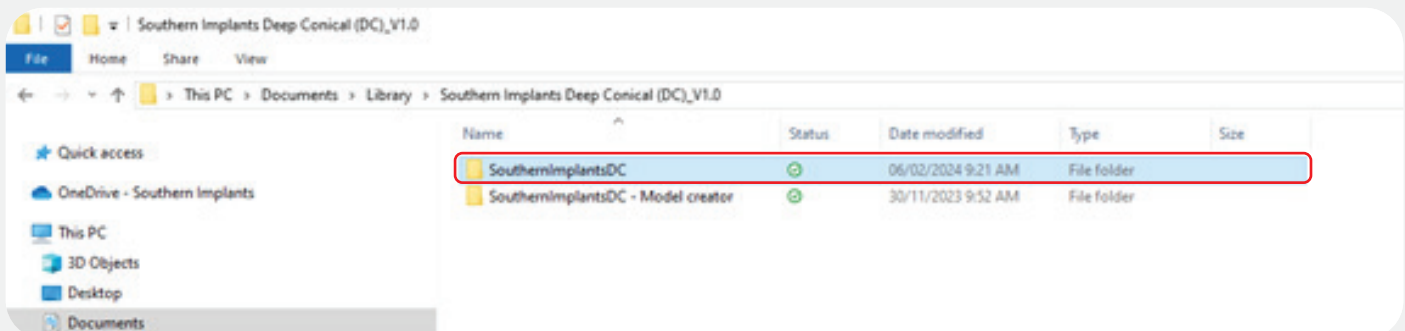 Southern Implants Deep Conical (DC)_V1.0
File Home Share View
This PC > Documents > Library > Southern Implants Deep Conical (DC)_V1.0
Name Status Date modified Type Size
Quick access
SouthernImplantsDC 06/02/2024 9:21 AM File folder
OneDrive - Southern Implants
SouthernImplantsDC - Model creator 30/11/2023 9:52 AM File folder
This PC
3D Objects
Desktop
Documents